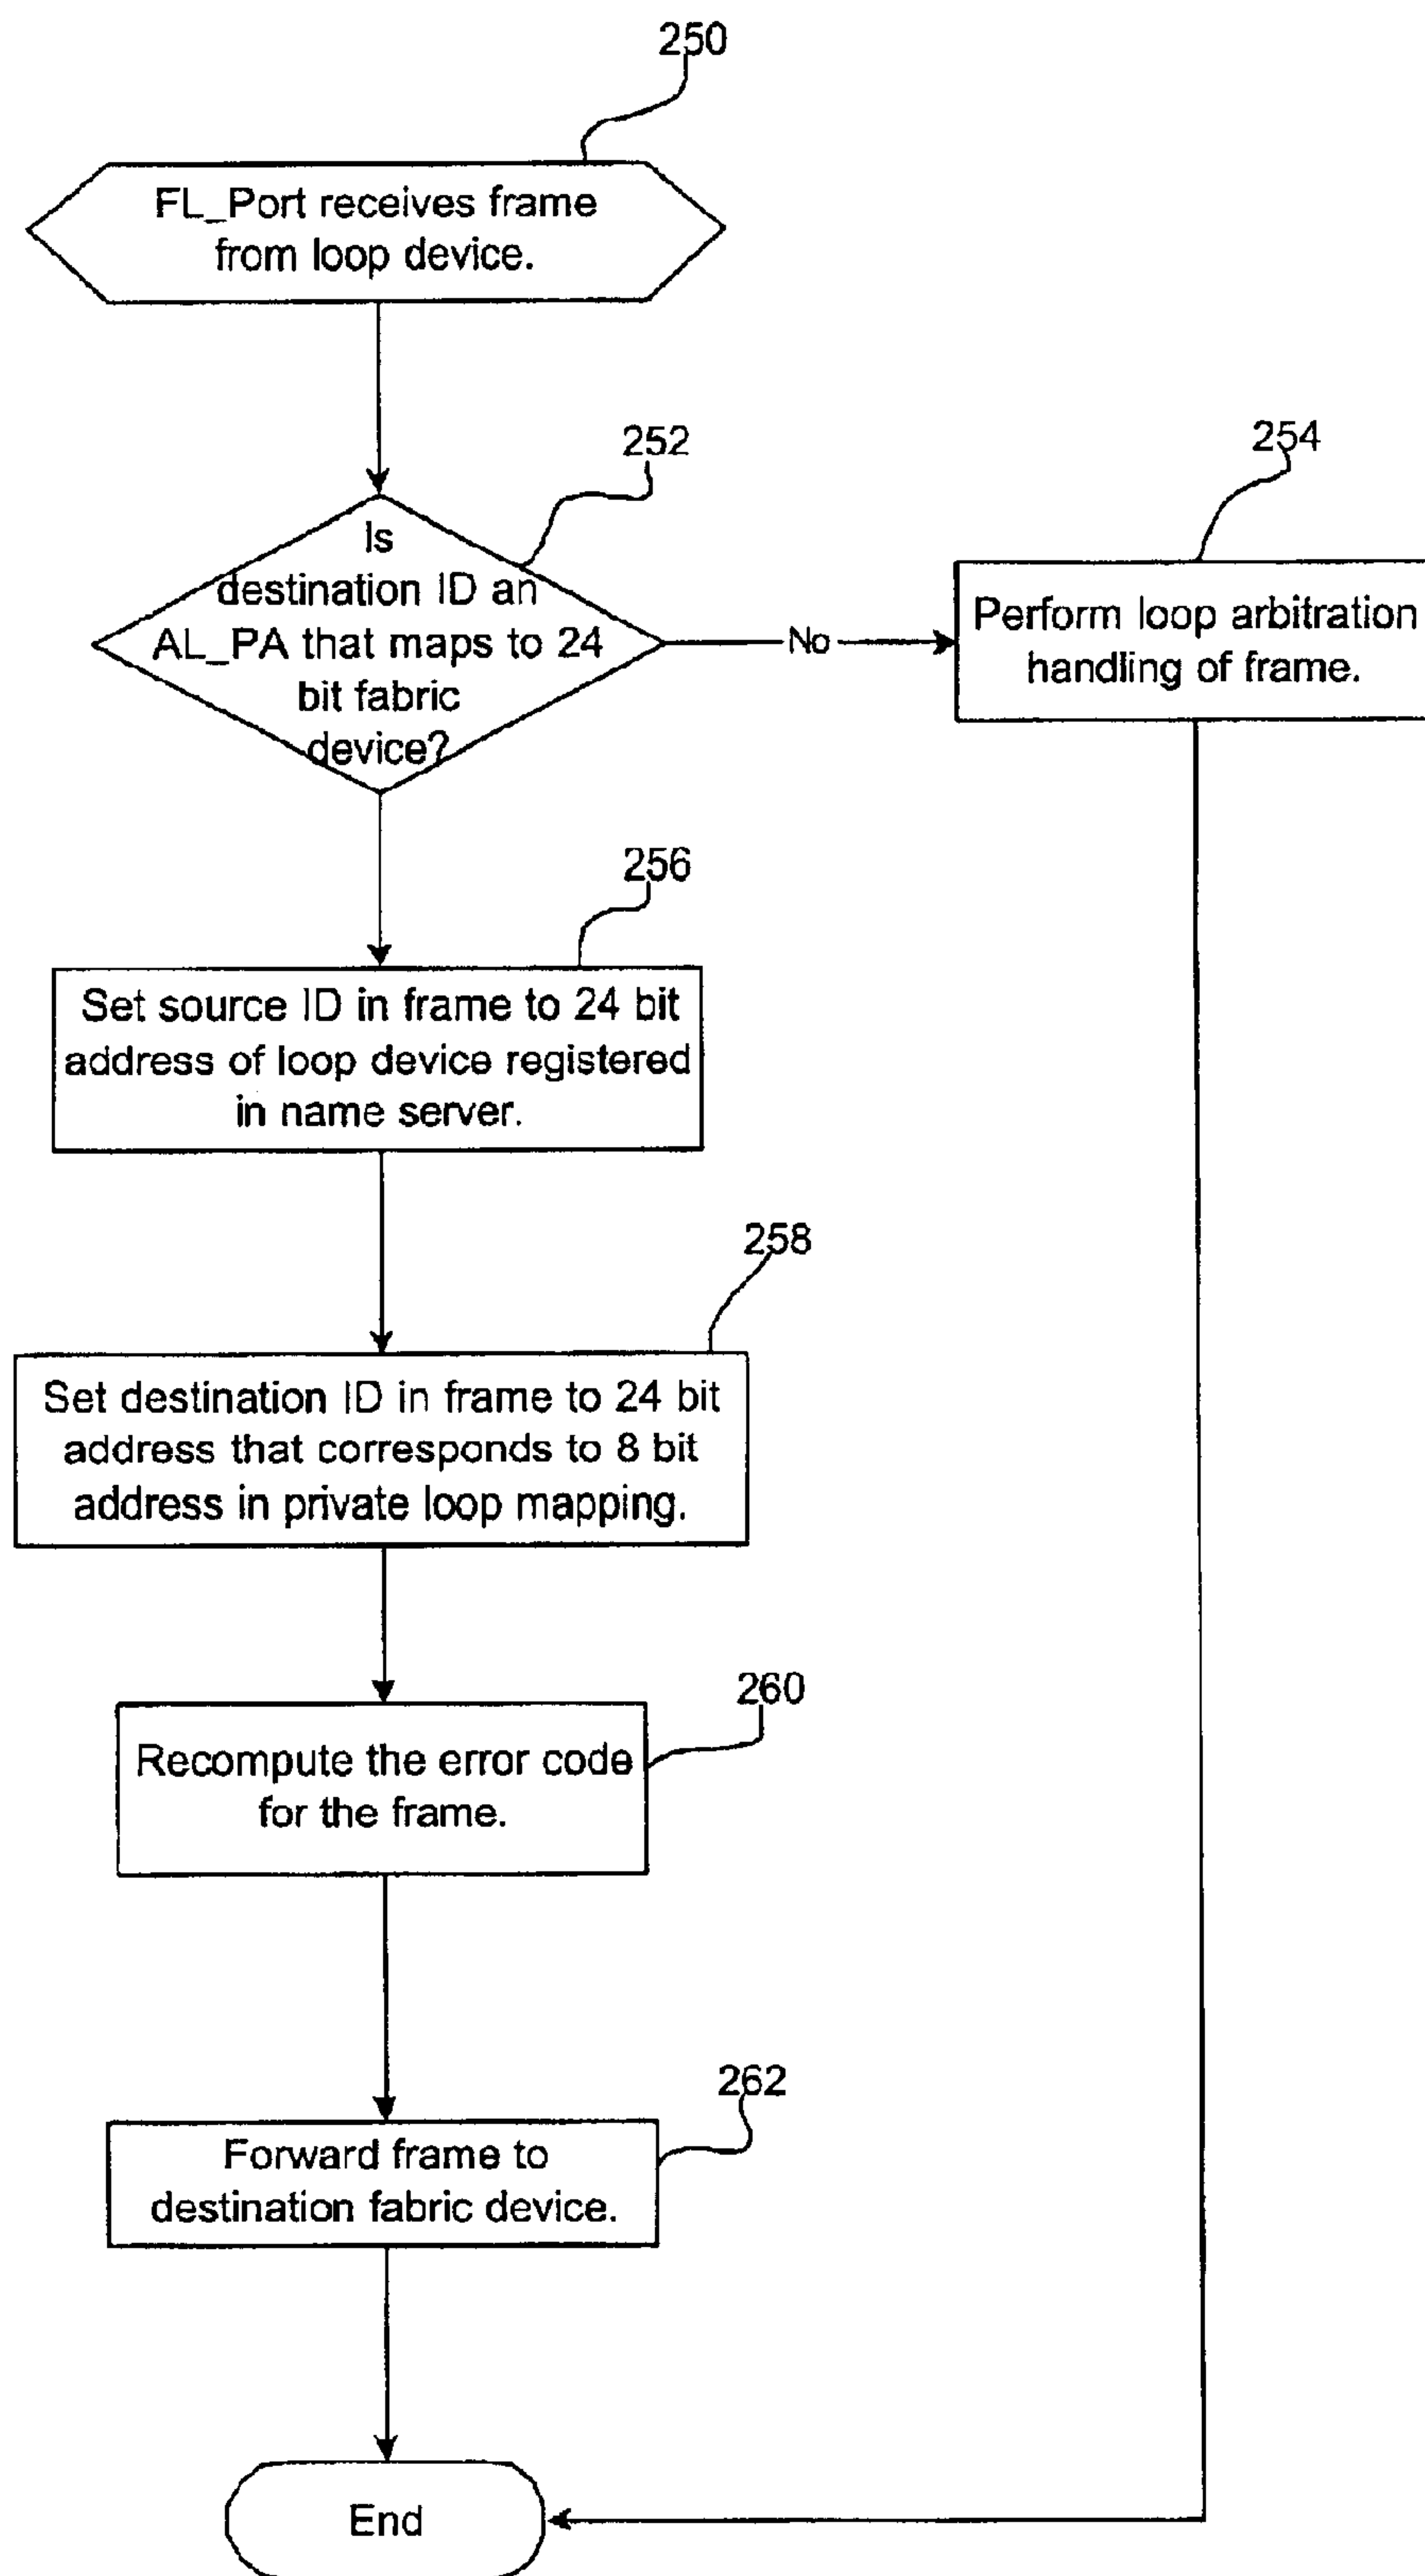 250
FL_Port receives frame
from loop device.
252
Is
destination ID an
AL_PA that maps to 24
bit fabric
device?
No
254
Perform loop arbitration
handling of frame.
256
Set source ID in frame to 24 bit
address of loop device registered
in name server.
258
Set destination ID in frame to 24 bit
address that corresponds to 8 bit
address in private loop mapping.
260
Recompute the error code
for the frame.
262
Forward frame to
destination fabric device.
End